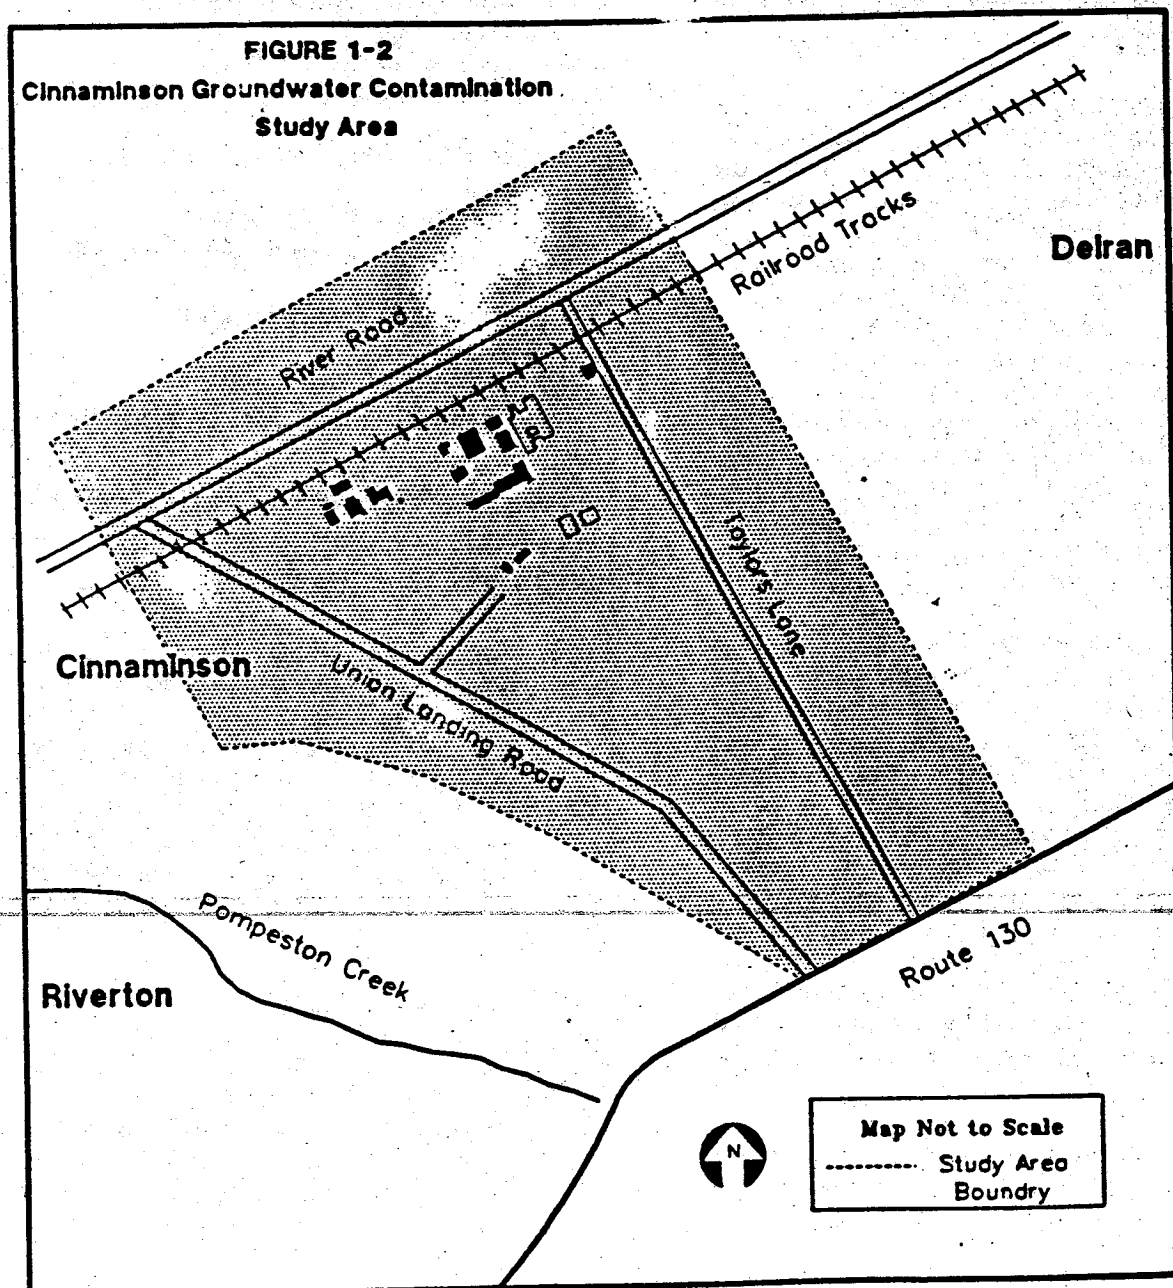 FIGURE 1-2
Cinnaminson Groundwater Contamination
Study Area
Delran
Railroad Tracks
River Road
Taylors Lane
Cinnaminson
Union Landing Road
Pompeston Creek
Route 130
Riverton
N
Map Not to Scale
Study Area
Boundry